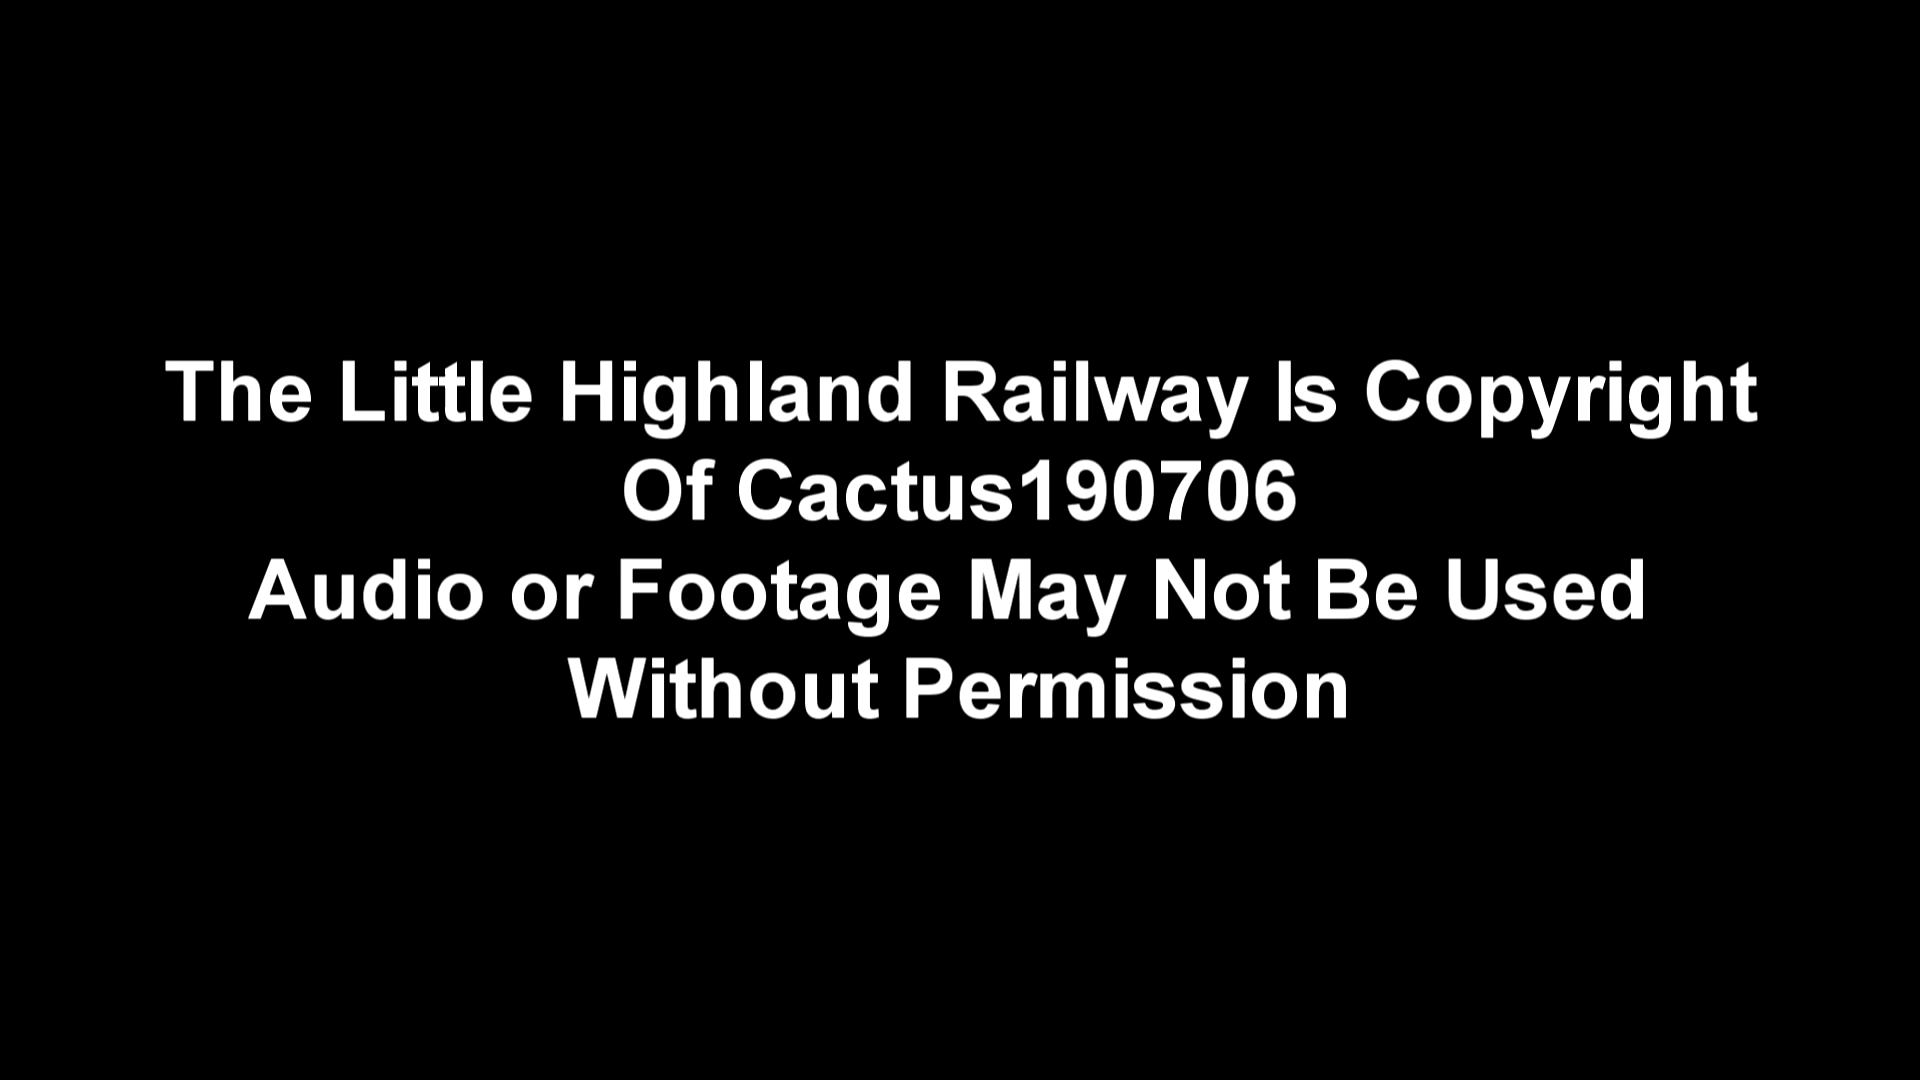 The Little Highland Railway Is Copyright
Of Cactus190706
Audio or Footage May Not Be Used
Without Permission